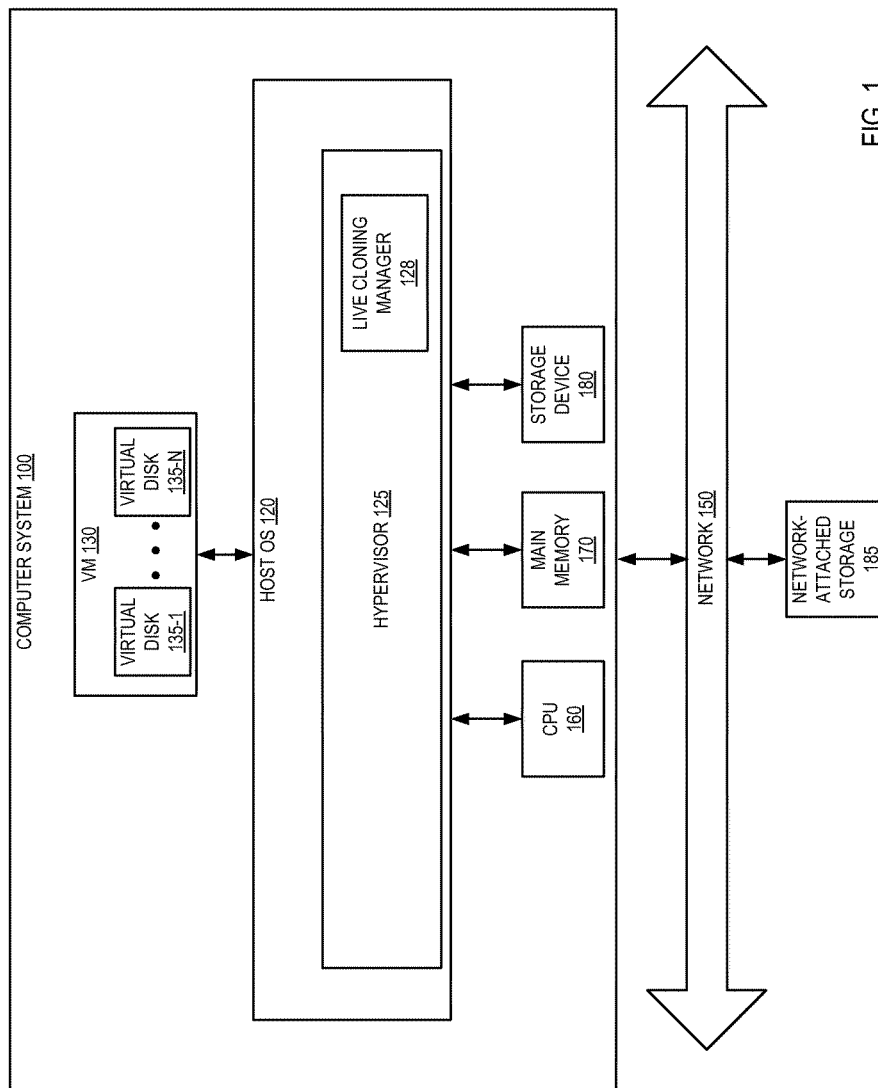 COMPUTER SYSTEM 100
VM 130
VIRTUAL
DISK
135-1
VIRTUAL
DISK
135-N
HOST OS 120
HYPERVISOR 125
LIVE CLONING
MANAGER
128
CPU
160
MAIN
MEMORY
170
STORAGE
DEVICE
180
NETWORK 150
NETWORK-
ATTACHED
STORAGE
185
FIG. 1